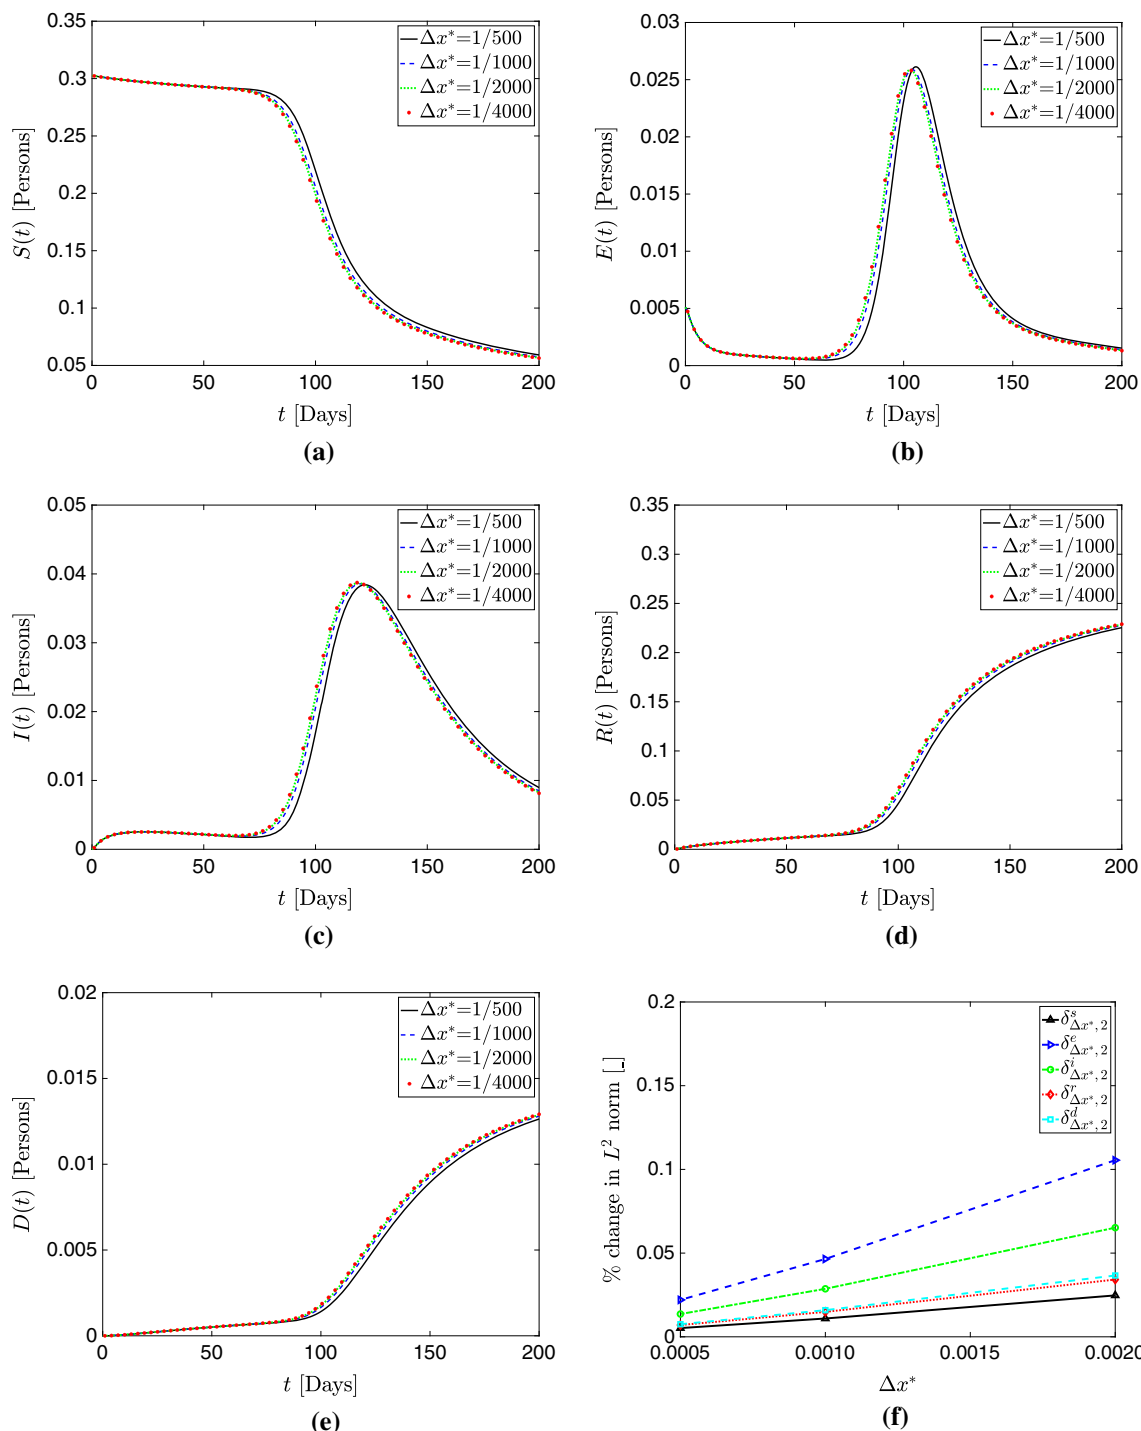 0.35
0.3
0.25
0.2
0.15
0.1
0.05
S(t) [Persons]
Δx*=1/500
Δx*=1/1000
Δx*=1/2000
Δx*=1/4000
0 50 100 150 200
t [Days]
(a)
0.03
0.025
0.02
0.015
0.01
0.005
0
E(t) [Persons]
Δx*=1/500
Δx*=1/1000
Δx*=1/2000
Δx*=1/4000
0 50 100 150 200
t [Days]
(b)
0.05
0.04
0.03
0.02
0.01
0
I(t) [Persons]
Δx*=1/500
Δx*=1/1000
Δx*=1/2000
Δx*=1/4000
0 50 100 150 200
t [Days]
(c)
0.35
0.3
0.25
0.2
0.15
0.1
0.05
0
R(t) [Persons]
Δx*=1/500
Δx*=1/1000
Δx*=1/2000
Δx*=1/4000
0 50 100 150 200
t [Days]
(d)
0.02
0.015
0.01
0.005
0
D(t) [Persons]
Δx*=1/500
Δx*=1/1000
Δx*=1/2000
Δx*=1/4000
0 50 100 150 200
t [Days]
(e)
0.2
0.15
0.1
0.05
0
% change in L² norm [_]
δ^s_{Δx*,2}
δ^e_{Δx*,2}
δ^i_{Δx*,2}
δ^r_{Δx*,2}
δ^d_{Δx*,2}
0.0005 0.0010 0.0015 0.0020
Δx*
(f)